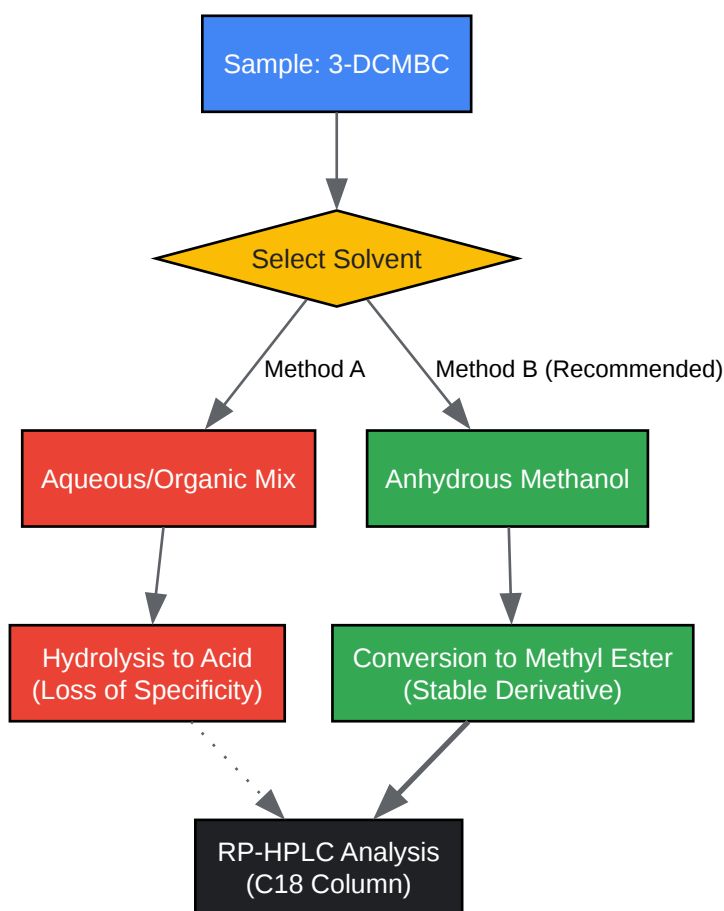 Sample: 3-DCMBC
Select Solvent
Method A
Method B (Recommended)
Aqueous/Organic Mix
Anhydrous Methanol
Hydrolysis to Acid
(Loss of Specificity)
Conversion to Methyl Ester
(Stable Derivative)
RP-HPLC Analysis
(C18 Column)